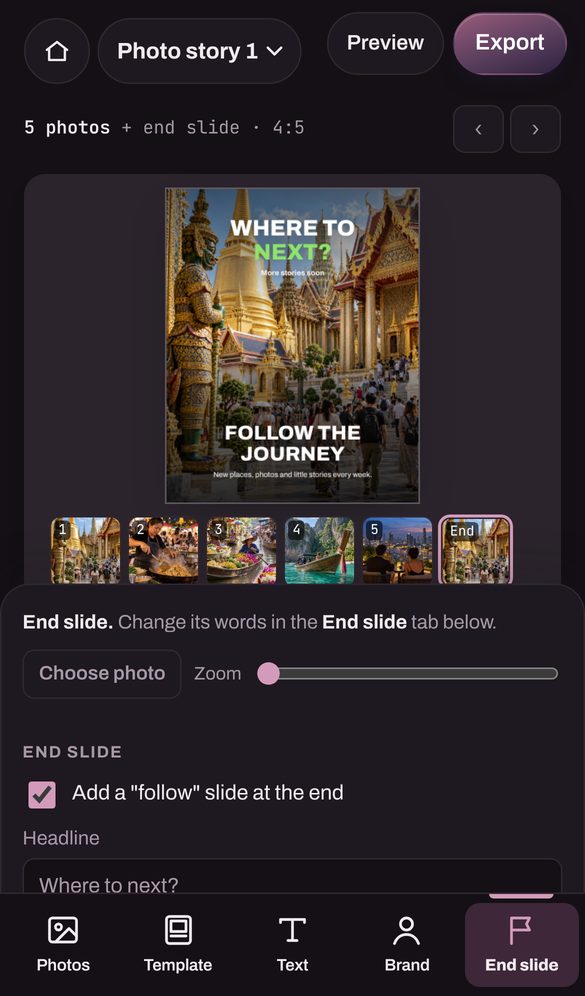 Photo story 1
Preview
Export
5 photos + end slide · 4:5
‹ ›
WHERE TO
NEXT?
More stories soon
FOLLOW THE
JOURNEY
New places, photos and little stories every week.
1 2 3 4 5 End
End slide. Change its words in the End slide tab below.
Choose photo
Zoom
END SLIDE
Add a "follow" slide at the end
Headline
Where to next?
Photos
Template
Text
Brand
End slide